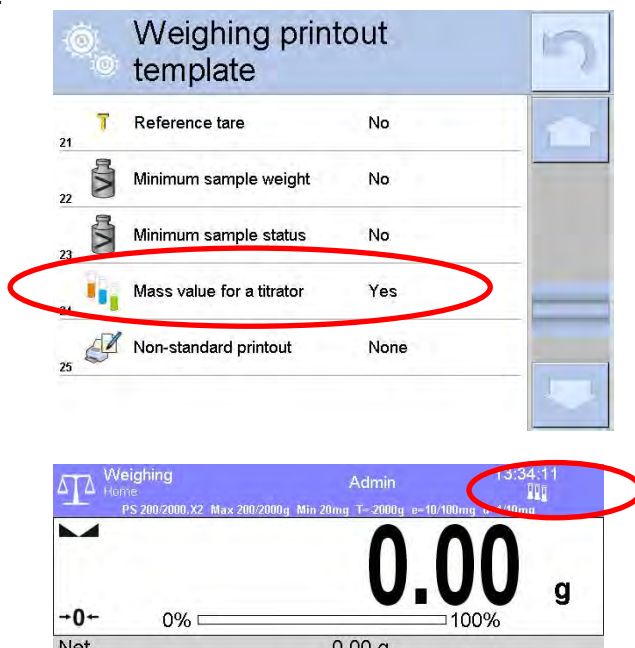 Weighing printout
template
21 Reference tare No
22 Minimum sample weight No
23 Minimum sample status No
Mass value for a titrator Yes
25 Non-standard printout None
Weighing Admin 13:34:11
Home
PS 200/2000.X2 Max 200/2000g Min 20mg T=-2000g e=10/100mg d=1/10mg
0.00 g
→0← 0% 100%
Net 0.00 g